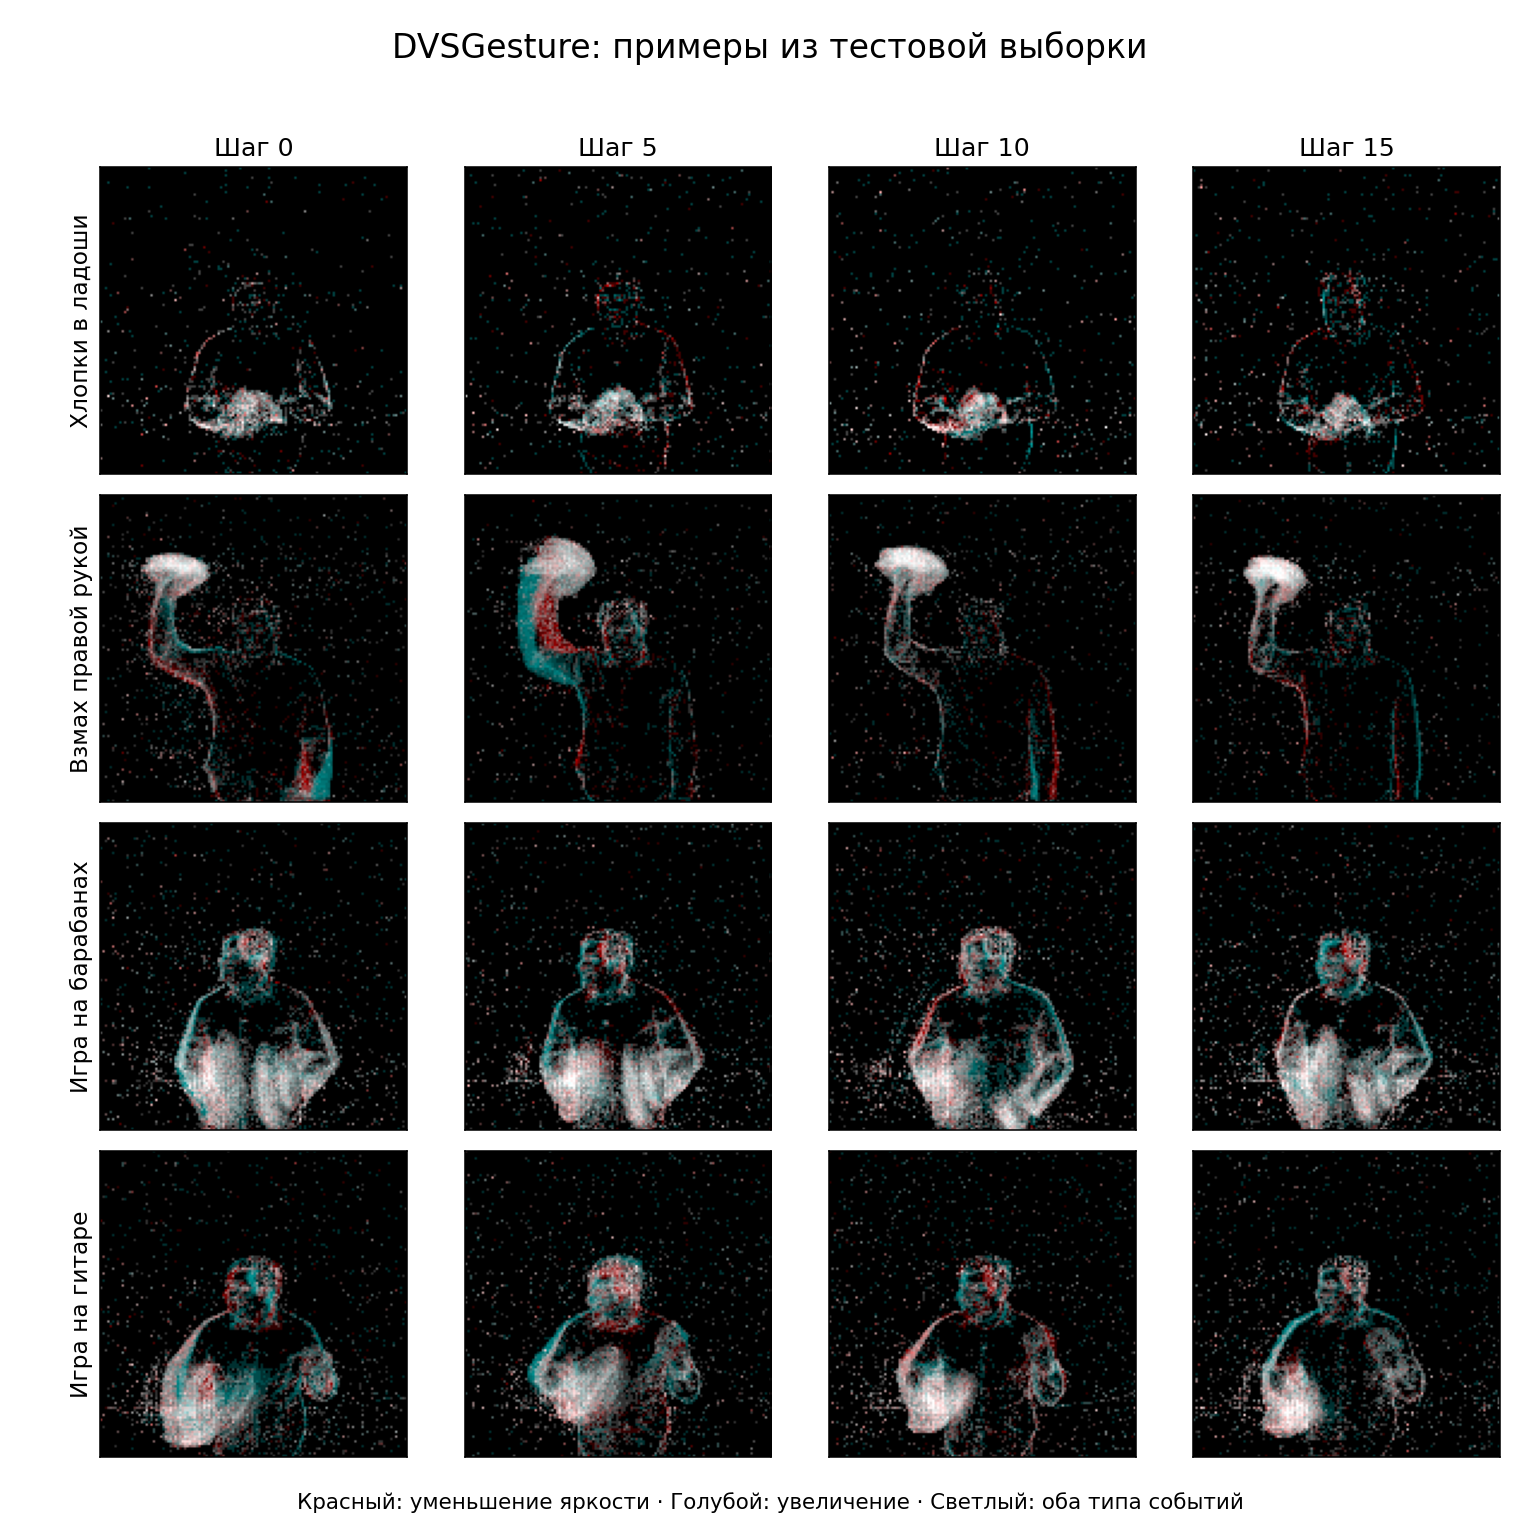 DVSGesture: примеры из тестовой выборки
Шаг 0
Шаг 5
Шаг 10
Шаг 15
Хлопки в ладоши
Взмах правой рукой
Игра на барабанах
Игра на гитаре
Красный: уменьшение яркости · Голубой: увеличение · Светлый: оба типа событий